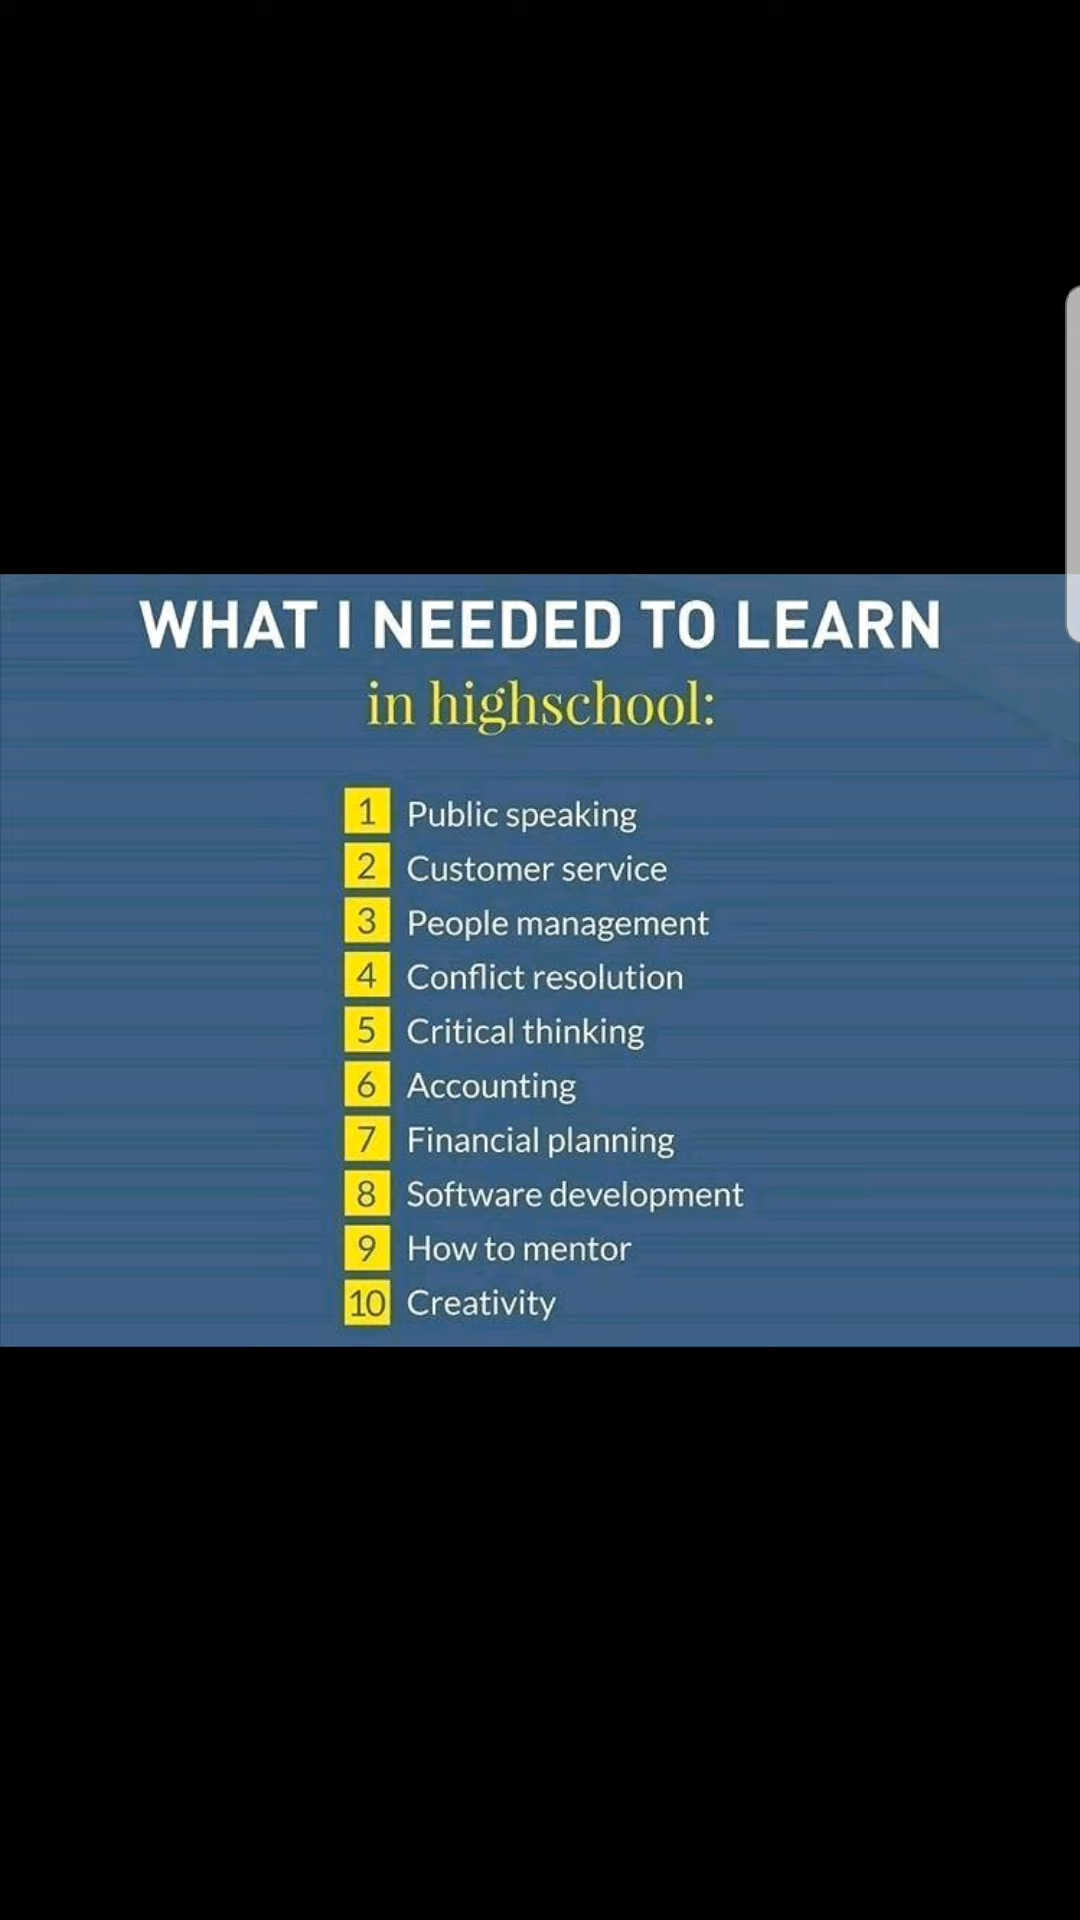 WHAT I NEEDED TO LEARN
in highschool:
1 Public speaking
2 Customer service
3 People management
4 Conflict resolution
5 Critical thinking
6 Accounting
7 Financial planning
8 Software development
9 How to mentor
10 Creativity